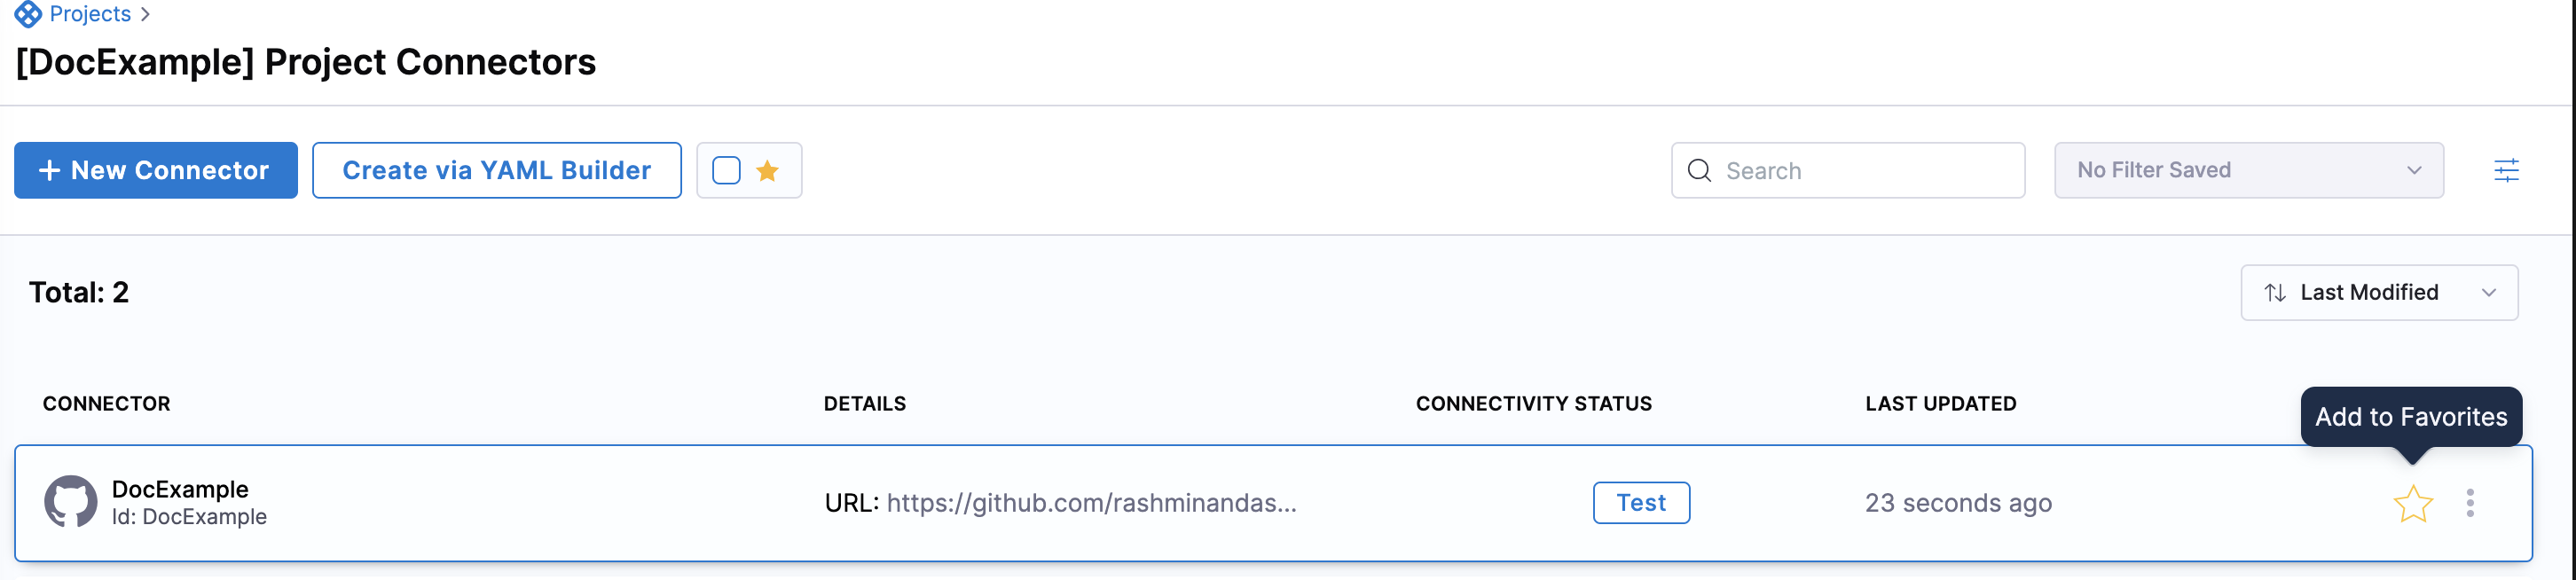 Projects
[DocExample] Project Connectors
+ New Connector
Create via YAML Builder
Search
No Filter Saved
Total: 2
Last Modified
CONNECTOR
DETAILS
CONNECTIVITY STATUS
LAST UPDATED
Add to Favorites
DocExample
Id: DocExample
URL: https://github.com/rashminandas...
Test
23 seconds ago